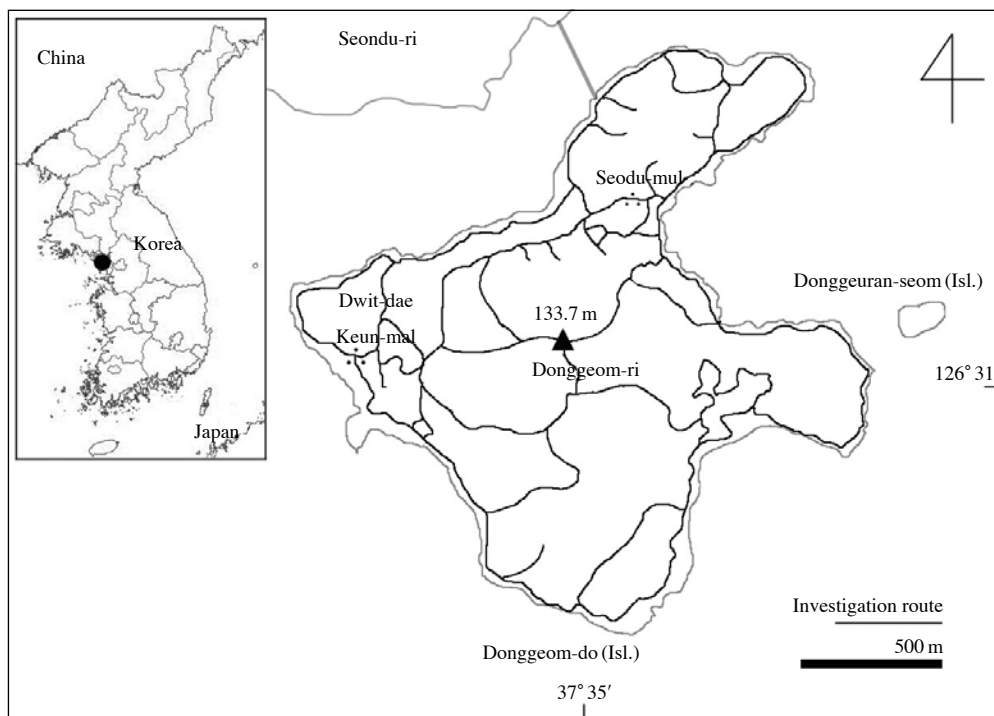 China
Korea
Japan
Seondu-ri
Seodu-mul
Donggeuran-seom (Isl.)
Dwit-dae
133.7 m
Keun-mal
Donggeom-ri
126° 31
Investigation route
500 m
Donggeom-do (Isl.)
37° 35′